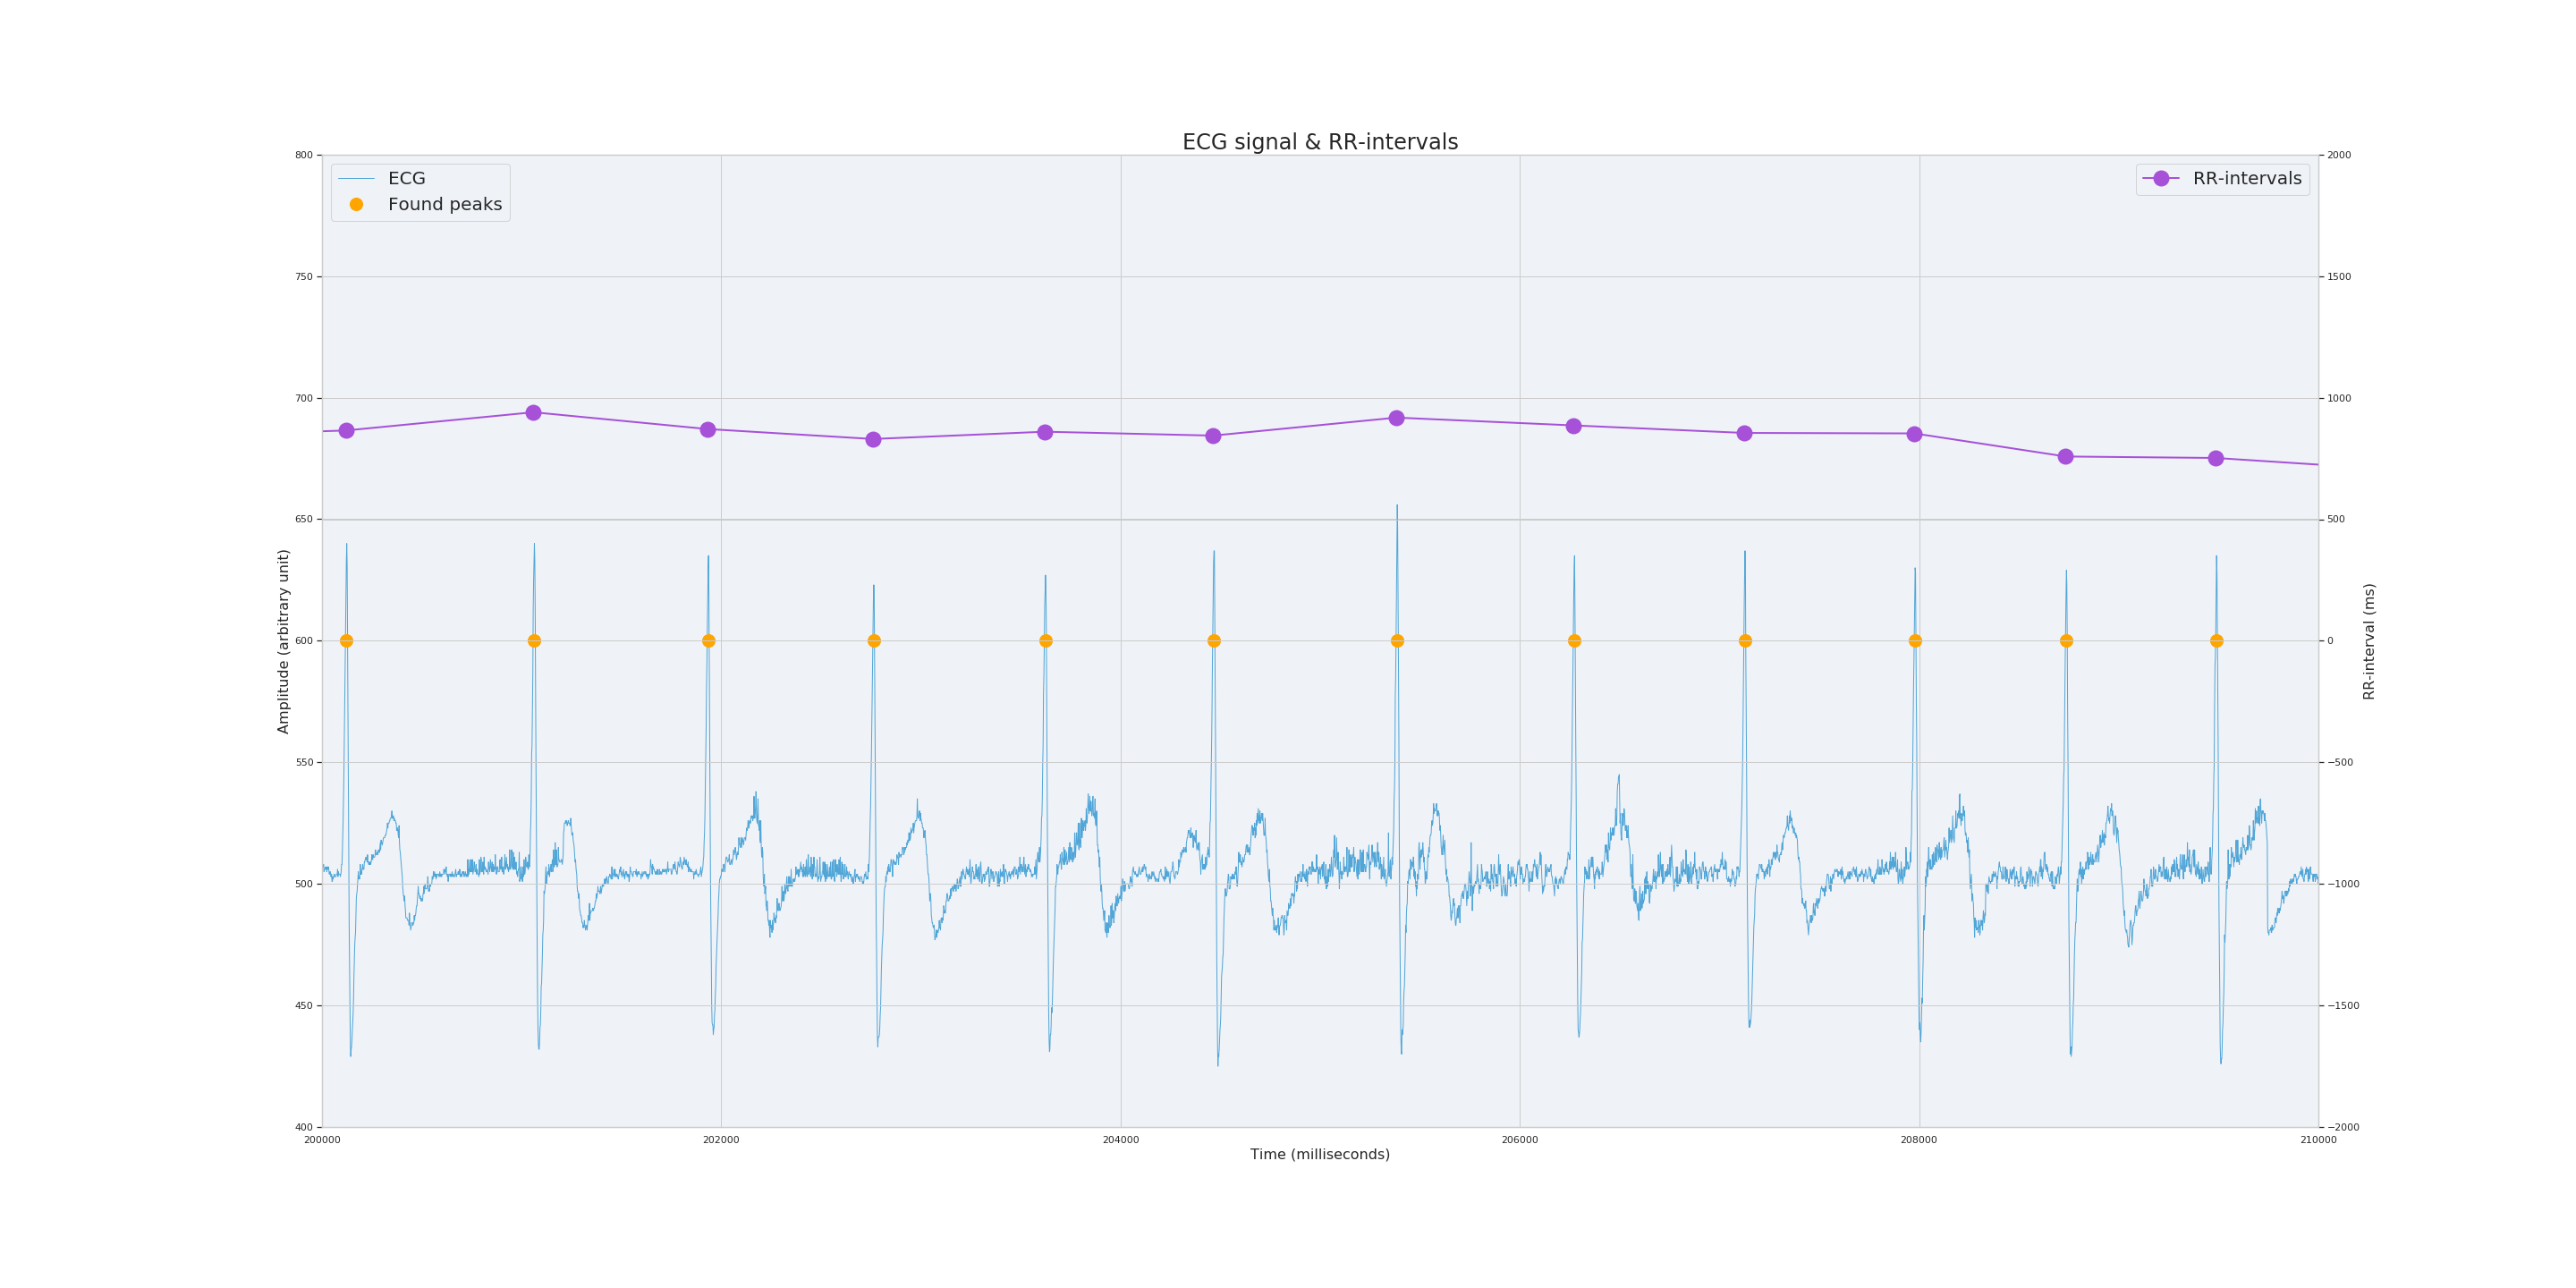 ECG signal & RR-intervals
ECG
Found peaks
RR-intervals
800
750
700
650
600
550
500
450
400
2000
1500
1000
500
0
−500
−1000
−1500
−2000
Amplitude (arbitrary unit)
RR-interval (ms)
200000 202000 204000 206000 208000 210000
Time (milliseconds)